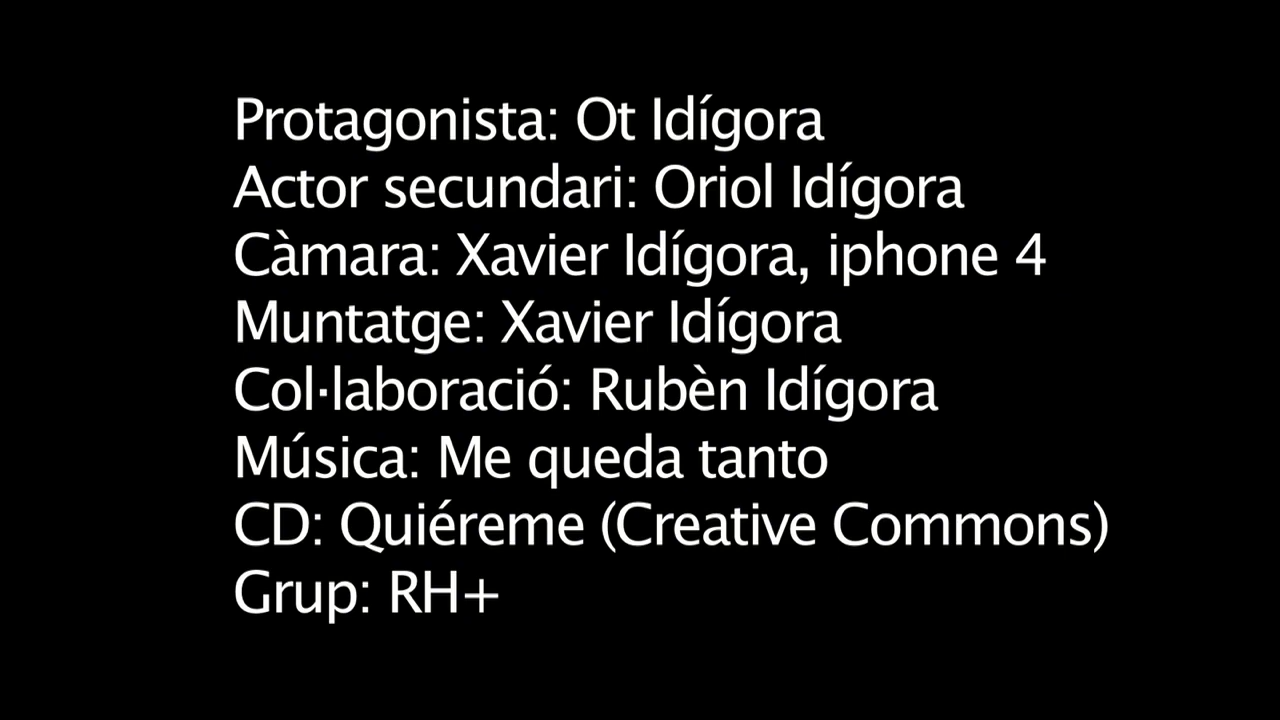 Protagonista: Ot Idígora
Actor secundari: Oriol Idígora
Càmara: Xavier Idígora, iphone 4
Muntatge: Xavier Idígora
Col·laboració: Rubèn Idígora
Música: Me queda tanto
CD: Quiéreme (Creative Commons)
Grup: RH+